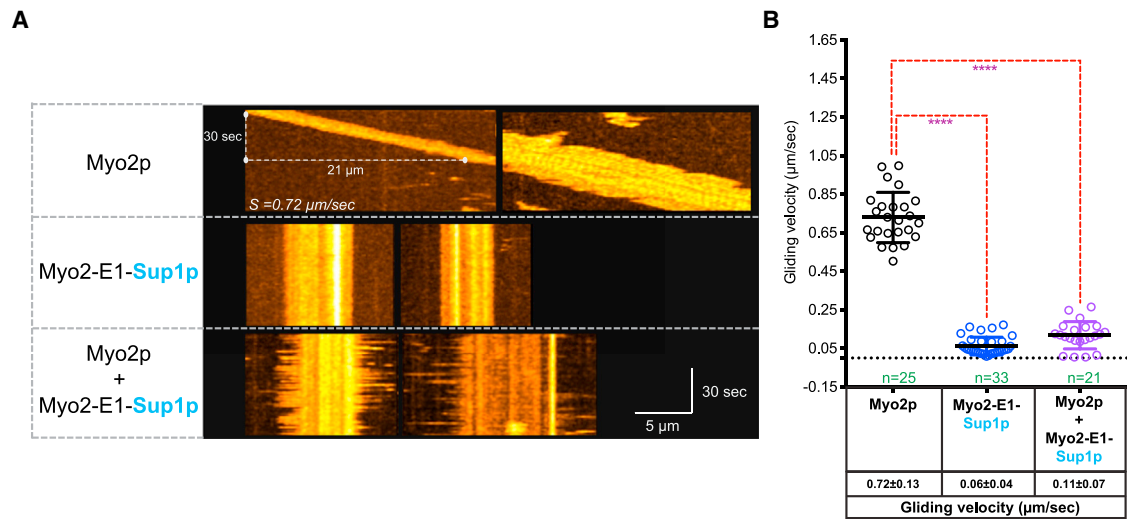 A
Myo2p
30 sec
21 µm
S =0.72 µm/sec
Myo2-E1-Sup1p
Myo2p
+
Myo2-E1-Sup1p
30 sec
5 µm
B
Gliding velocity (µm/sec)
1.65
1.45
1.25
1.05
0.85
0.65
0.45
0.25
0.05
-0.15
****
****
n=25
n=33
n=21
Myo2p
Myo2-E1-
Sup1p
Myo2p
+
Myo2-E1-
Sup1p
0.72±0.13
0.06±0.04
0.11±0.07
Gliding velocity (µm/sec)